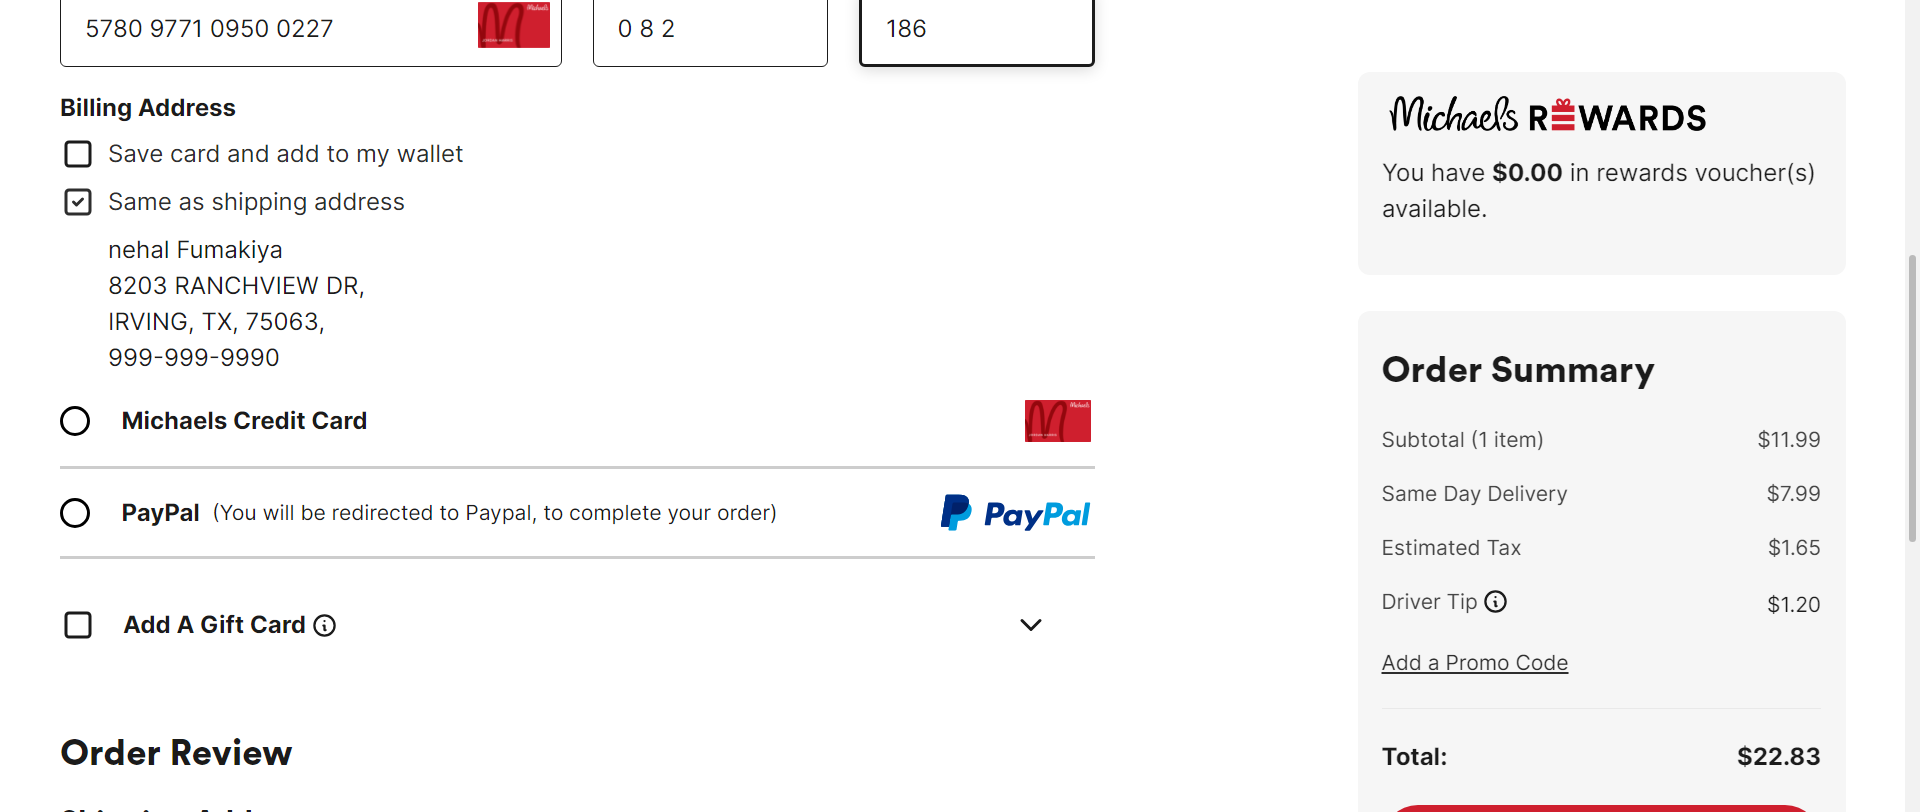 5780 9771 0950 0227
0 8 2
186
Billing Address
Save card and add to my wallet
Same as shipping address
nehal Fumakiya
8203 RANCHVIEW DR,
IRVING, TX, 75063,
999-999-9990
Michaels Credit Card
PayPal (You will be redirected to Paypal, to complete your order)
PayPal
Add A Gift Card
Order Review
Michaels REWARDS
You have $0.00 in rewards voucher(s)
available.
Order Summary
Subtotal (1 item) $11.99
Same Day Delivery $7.99
Estimated Tax $1.65
Driver Tip $1.20
Add a Promo Code
Total: $22.83